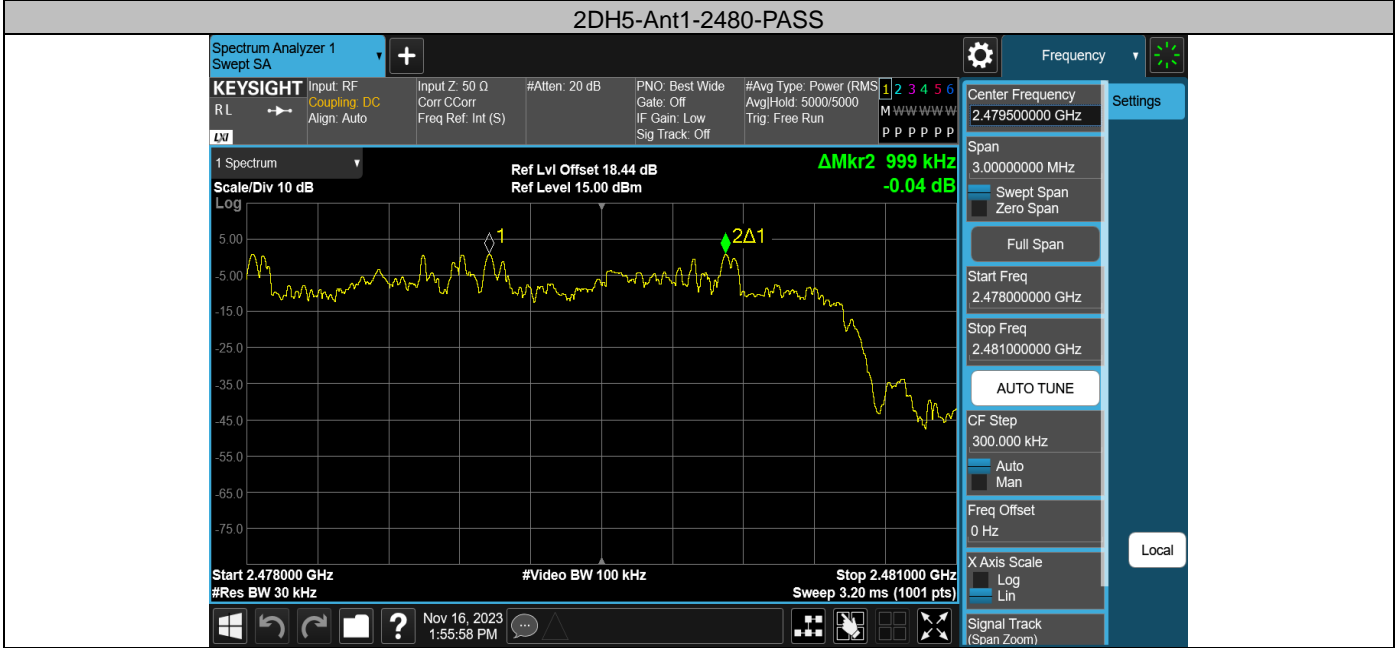 2DH5-Ant1-2480-PASS
Spectrum Analyzer 1
Swept SA
+
Frequency
KEYSIGHT
RL
LXI
Input: RF
Coupling: DC
Align: Auto
Input Z: 50 Ω
Corr CCorr
Freq Ref: Int (S)
#Atten: 20 dB
PNO: Best Wide
Gate: Off
IF Gain: Low
Sig Track: Off
#Avg Type: Power (RMS
Avg|Hold: 5000/5000
Trig: Free Run
1 2 3 4 5 6
M W W W W W
P P P P P P
1 Spectrum
Scale/Div 10 dB
Log
Ref Lvl Offset 18.44 dB
Ref Level 15.00 dBm
ΔMkr2 999 kHz
-0.04 dB
1
2Δ1
5.00
-5.00
-15.0
-25.0
-35.0
-45.0
-55.0
-65.0
-75.0
Start 2.478000 GHz
#Res BW 30 kHz
#Video BW 100 kHz
Stop 2.481000 GHz
Sweep 3.20 ms (1001 pts)
Center Frequency
2.479500000 GHz
Span
3.00000000 MHz
Swept Span
Zero Span
Full Span
Start Freq
2.478000000 GHz
Stop Freq
2.481000000 GHz
AUTO TUNE
CF Step
300.000 kHz
Auto
Man
Freq Offset
0 Hz
X Axis Scale
Log
Lin
Signal Track
(Span Zoom)
Settings
Local
?
Nov 16, 2023
1:55:58 PM